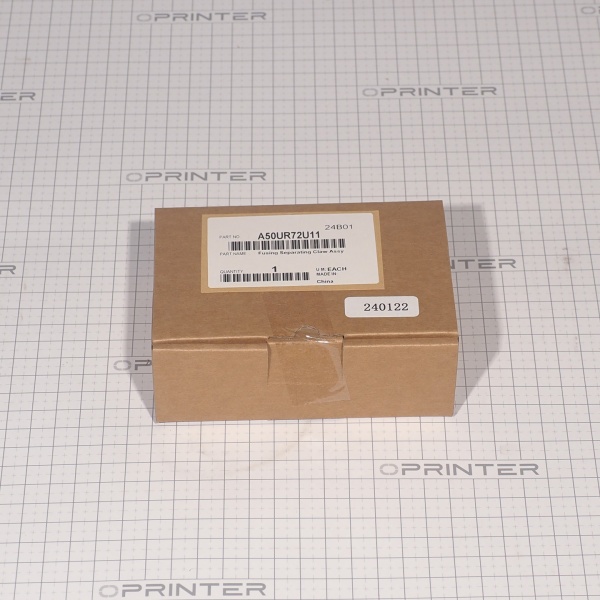 OPRINTER
OPRINTER
OPRINTER
24B01
PART NO. A50UR72U11
PART NAME Fusing Separating Claw Assy
QUANTITY 1 U/M. EACH
MADE IN
China
240122
OPRINTER
OPRINTER
OPRINTER
OPRINTER